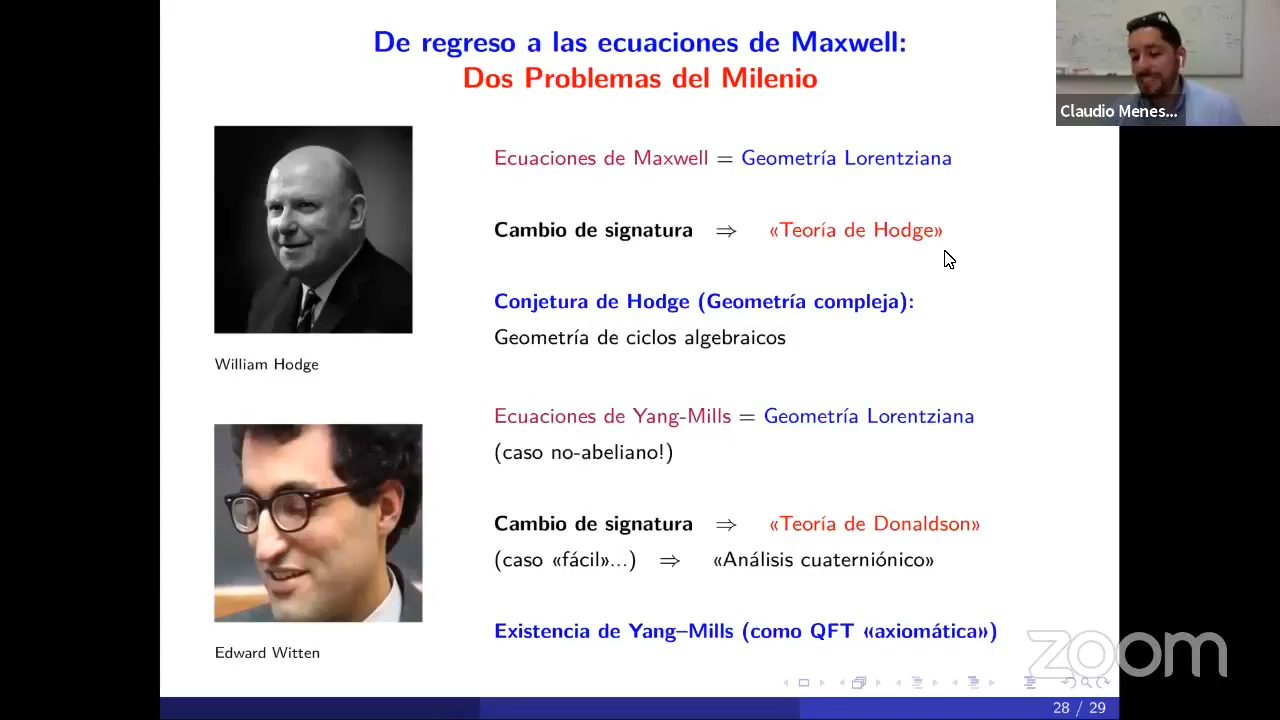 De regreso a las ecuaciones de Maxwell:
Dos Problemas del Milenio
Claudio Menes...
Ecuaciones de Maxwell = Geometría Lorentziana
Cambio de signatura ⇒ «Teoría de Hodge»
Conjetura de Hodge (Geometría compleja):
Geometría de ciclos algebraicos
William Hodge
Ecuaciones de Yang-Mills = Geometría Lorentziana
(caso no-abeliano!)
Cambio de signatura ⇒ «Teoría de Donaldson»
(caso «fácil»...) ⇒ «Análisis cuaterniónico»
Existencia de Yang–Mills (como QFT «axiomática»)
Edward Witten
zoom
28 / 29